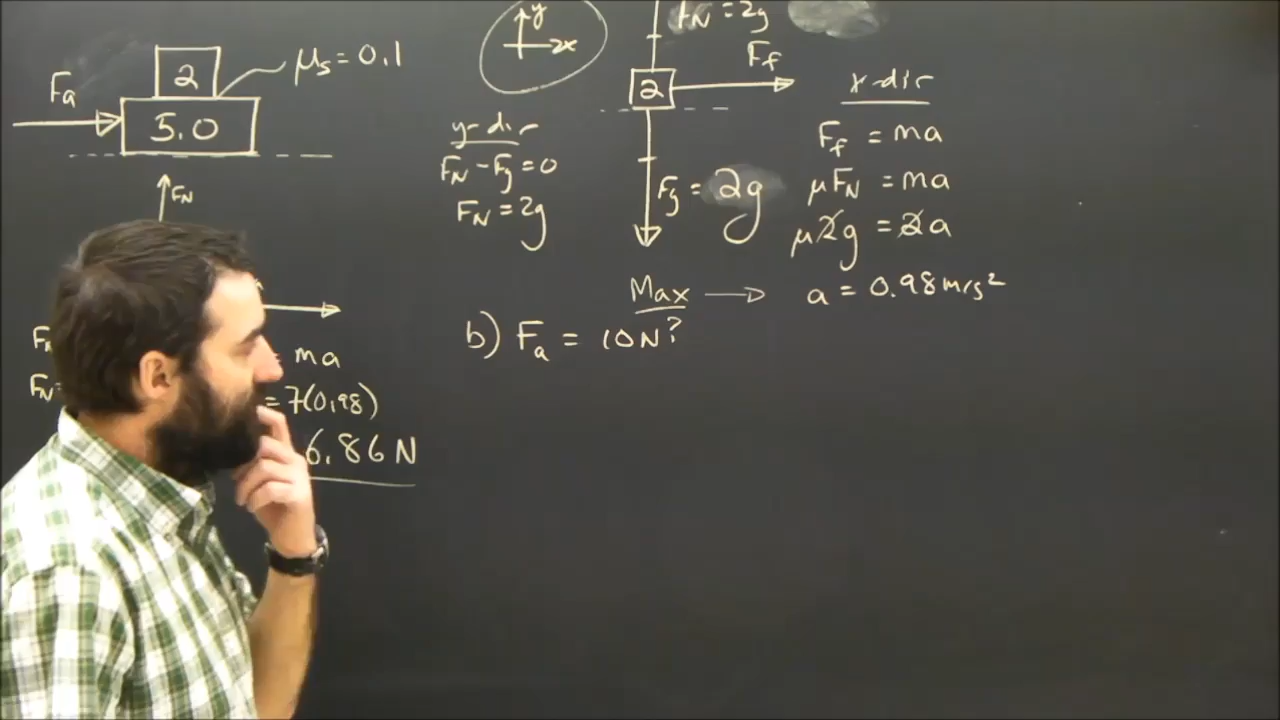 μs = 0.1
2
Fa
5.0
FN
ma
= 7(0.98)
6.86 N
y
x
y-dir
FN - Fg = 0
FN = 2g
FN = 2g
Ff
2
Fg = 2g
x-dir
Ff = ma
μFN = ma
μ2g = 2a
Max → a = 0.98 m/s²
b) Fa = 10N?